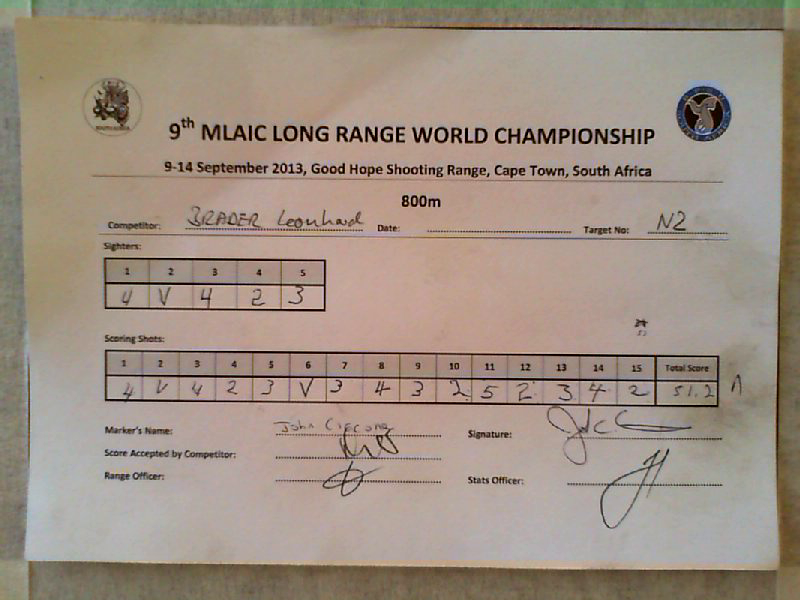 9th MLAIC LONG RANGE WORLD CHAMPIONSHIP
9-14 September 2013, Good Hope Shooting Range, Cape Town, South Africa
800m
Competitor: BRADER Leonhard Date: Target No: N2
Sighters:
1 2 3 4 5
4 V 4 2 3
Scoring Shots:
1 2 3 4 5 6 7 8 9 10 11 12 13 14 15 Total Score
4 V 4 2 3 V 3 4 3 2 5 2 3 4 2 51.2
Marker's Name: John Signature:
Score Accepted by Competitor:
Range Officer: Stats Officer: